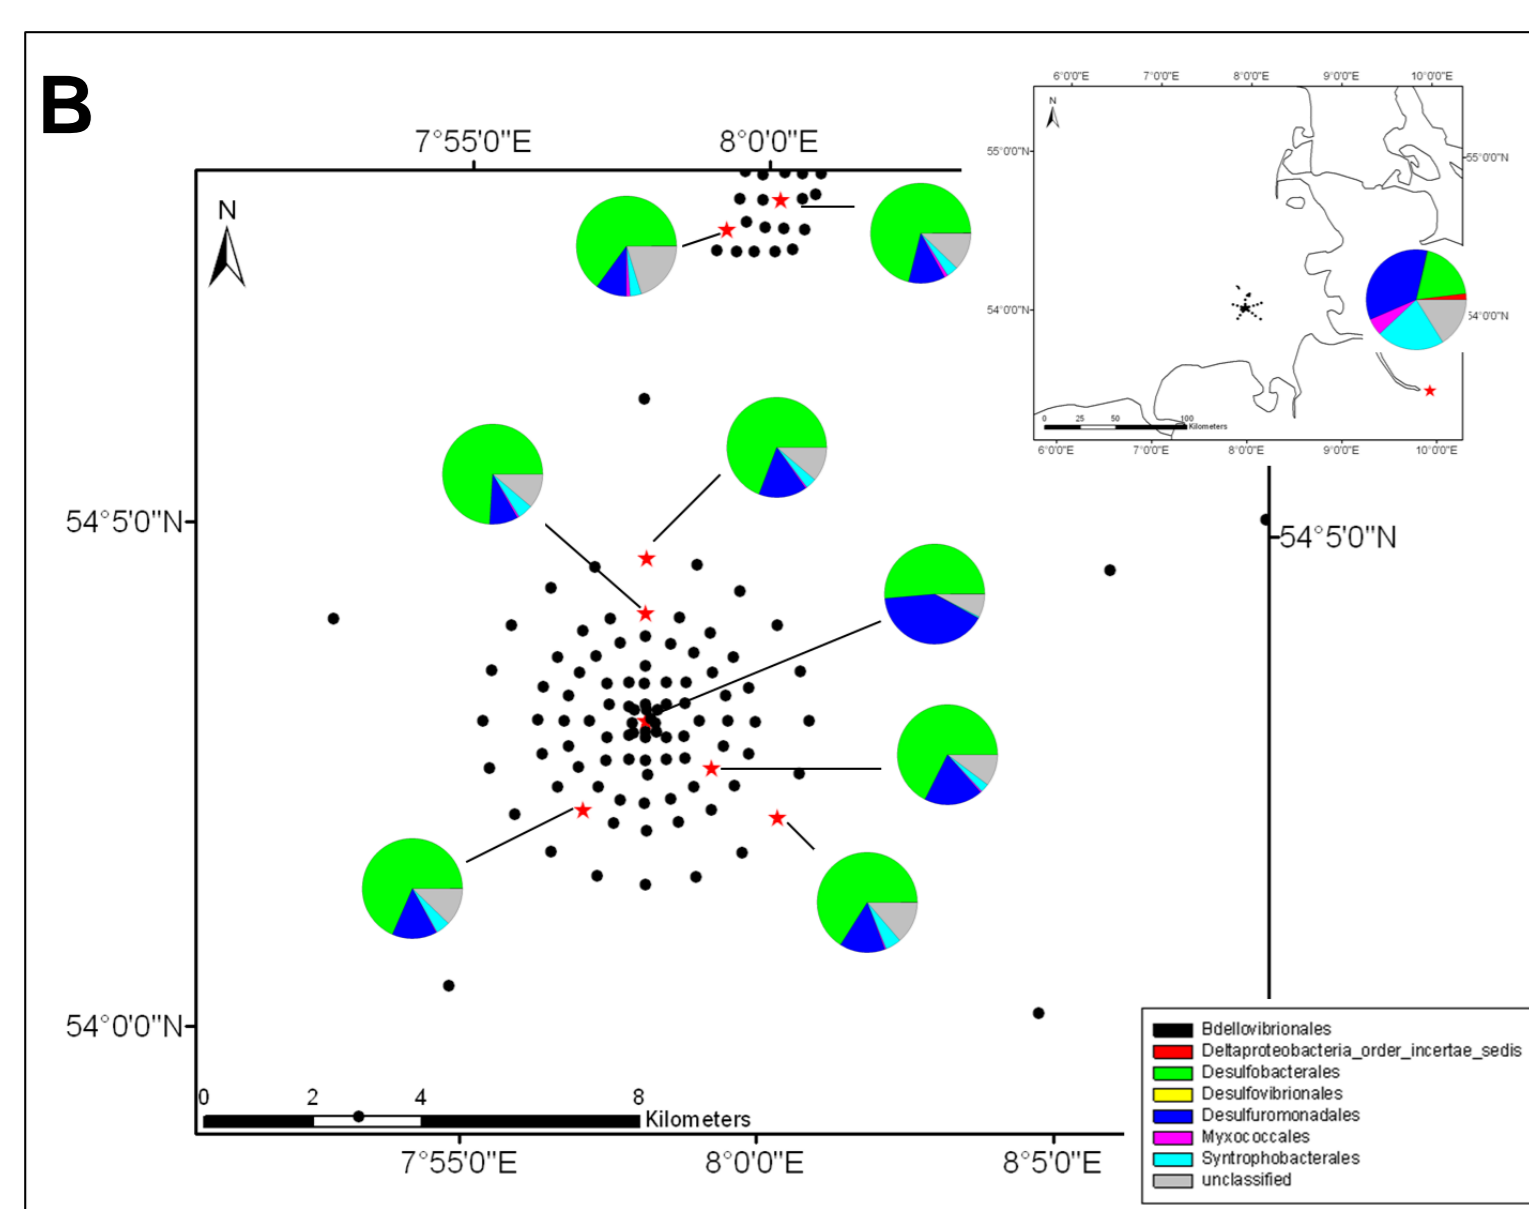 B
7°55'0"E 8°0'0"E
N
54°5'0"N
54°0'0"N
54°5'0"N
0 2 4 8
Kilometers
7°55'0"E 8°0'0"E 8°5'0"E
6°0'0"E 7°0'0"E 8°0'0"E 9°0'0"E 10°0'0"E
N
55°0'0"N 55°0'0"N
54°0'0"N 54°0'0"N
0 25 50 100
Kilometers
6°0'0"E 7°0'0"E 8°0'0"E 9°0'0"E 10°0'0"E
Bdellovibrionales
Deltaproteobacteria_order_incertae_sedis
Desulfobacterales
Desulfovibrionales
Desulfuromonadales
Myxococcales
Syntrophobacterales
unclassified